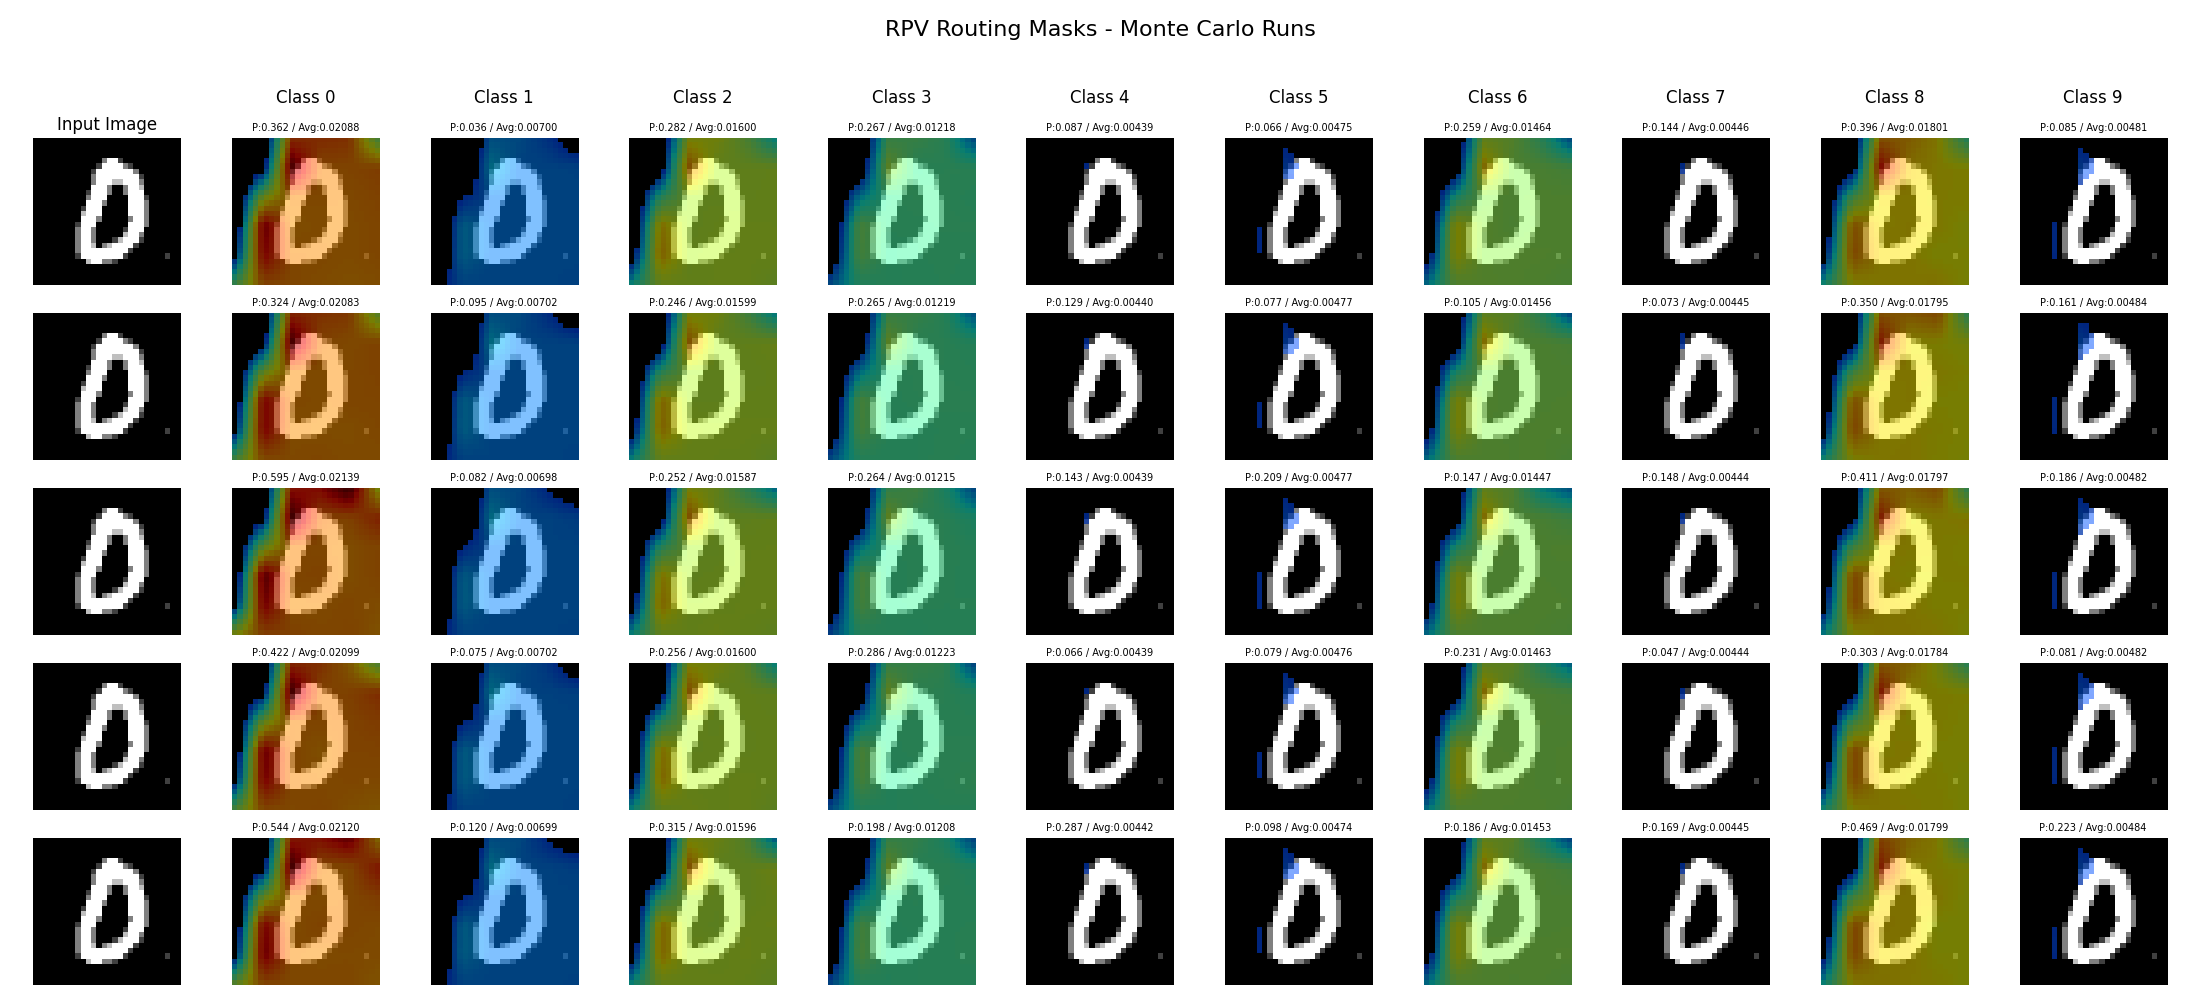 RPV Routing Masks - Monte Carlo Runs
Class 0 Class 1 Class 2 Class 3 Class 4 Class 5 Class 6 Class 7 Class 8 Class 9
Input Image
P:0.362 / Avg:0.02088 P:0.036 / Avg:0.00700 P:0.282 / Avg:0.01600 P:0.267 / Avg:0.01218 P:0.087 / Avg:0.00439 P:0.066 / Avg:0.00475 P:0.259 / Avg:0.01464 P:0.144 / Avg:0.00446 P:0.396 / Avg:0.01801 P:0.085 / Avg:0.00481
P:0.324 / Avg:0.02083 P:0.095 / Avg:0.00702 P:0.246 / Avg:0.01599 P:0.265 / Avg:0.01219 P:0.129 / Avg:0.00440 P:0.077 / Avg:0.00477 P:0.105 / Avg:0.01456 P:0.073 / Avg:0.00445 P:0.350 / Avg:0.01795 P:0.161 / Avg:0.00484
P:0.595 / Avg:0.02139 P:0.082 / Avg:0.00698 P:0.252 / Avg:0.01587 P:0.264 / Avg:0.01215 P:0.143 / Avg:0.00439 P:0.209 / Avg:0.00477 P:0.147 / Avg:0.01447 P:0.148 / Avg:0.00444 P:0.411 / Avg:0.01797 P:0.186 / Avg:0.00482
P:0.422 / Avg:0.02099 P:0.075 / Avg:0.00702 P:0.256 / Avg:0.01600 P:0.286 / Avg:0.01223 P:0.066 / Avg:0.00439 P:0.079 / Avg:0.00476 P:0.231 / Avg:0.01463 P:0.047 / Avg:0.00444 P:0.303 / Avg:0.01784 P:0.081 / Avg:0.00482
P:0.544 / Avg:0.02120 P:0.120 / Avg:0.00699 P:0.315 / Avg:0.01596 P:0.198 / Avg:0.01208 P:0.287 / Avg:0.00442 P:0.098 / Avg:0.00474 P:0.186 / Avg:0.01453 P:0.169 / Avg:0.00445 P:0.469 / Avg:0.01799 P:0.223 / Avg:0.00484